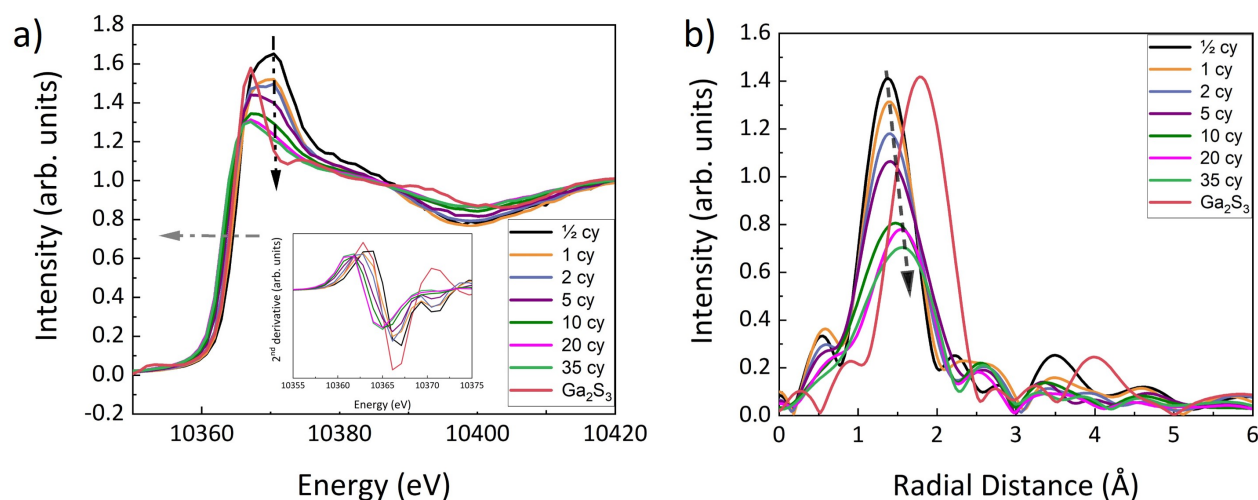 a)
Intensity (arb. units)
1.8
1.6
1.4
1.2
1.0
0.8
0.6
0.4
0.2
0.0
-0.2
10360
10380
10400
10420
Energy (eV)
½ cy
1 cy
2 cy
5 cy
10 cy
20 cy
35 cy
Ga₂S₃
2ⁿᵈ derivative (arb. units)
10355
10360
10365
10370
10375
Energy (eV)
b)
Intensity (arb. units)
1.6
1.4
1.2
1.0
0.8
0.6
0.4
0.2
0.0
0
1
2
3
4
5
6
Radial Distance (Å)
½ cy
1 cy
2 cy
5 cy
10 cy
20 cy
35 cy
Ga₂S₃